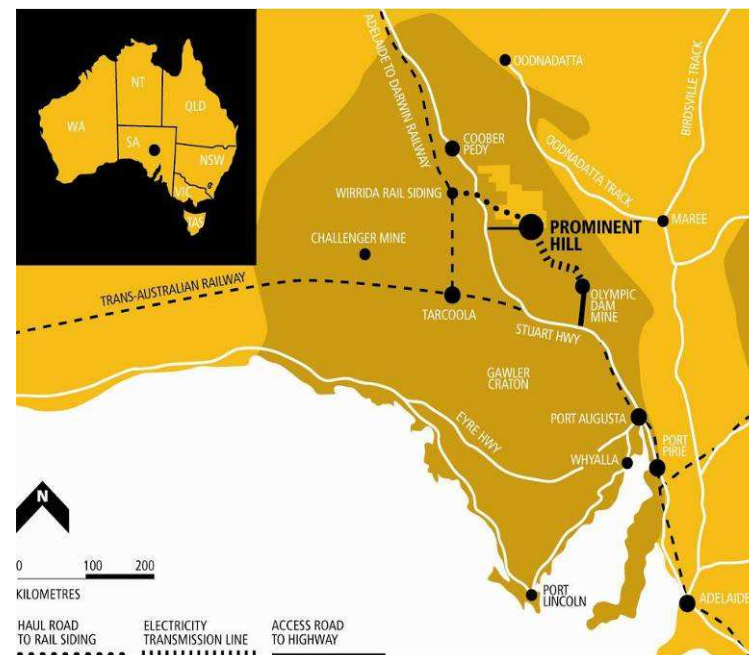 NT
WA
QLD
SA
NSW
VIC
TAS
ADELAIDE TO DARWIN RAILWAY
OODNADATTA
BIRDSVILLE TRACK
COOBER
PEDY
OODNADATTA TRACK
WIRRIDA RAIL SIDING
PROMINENT
HILL
MAREE
CHALLENGER MINE
TRANS-AUSTRALIAN RAILWAY
OLYMPIC
DAM
MINE
TARCOOLA
STUART HWY
GAWLER
CRATON
EYRE HWY
PORT AUGUSTA
PORT
PIRIE
WHYALLA
N
0 100 200
KILOMETRES
PORT
LINCOLN
ADELAIDE
HAUL ROAD
TO RAIL SIDING
ELECTRICITY
TRANSMISSION LINE
ACCESS ROAD
TO HIGHWAY